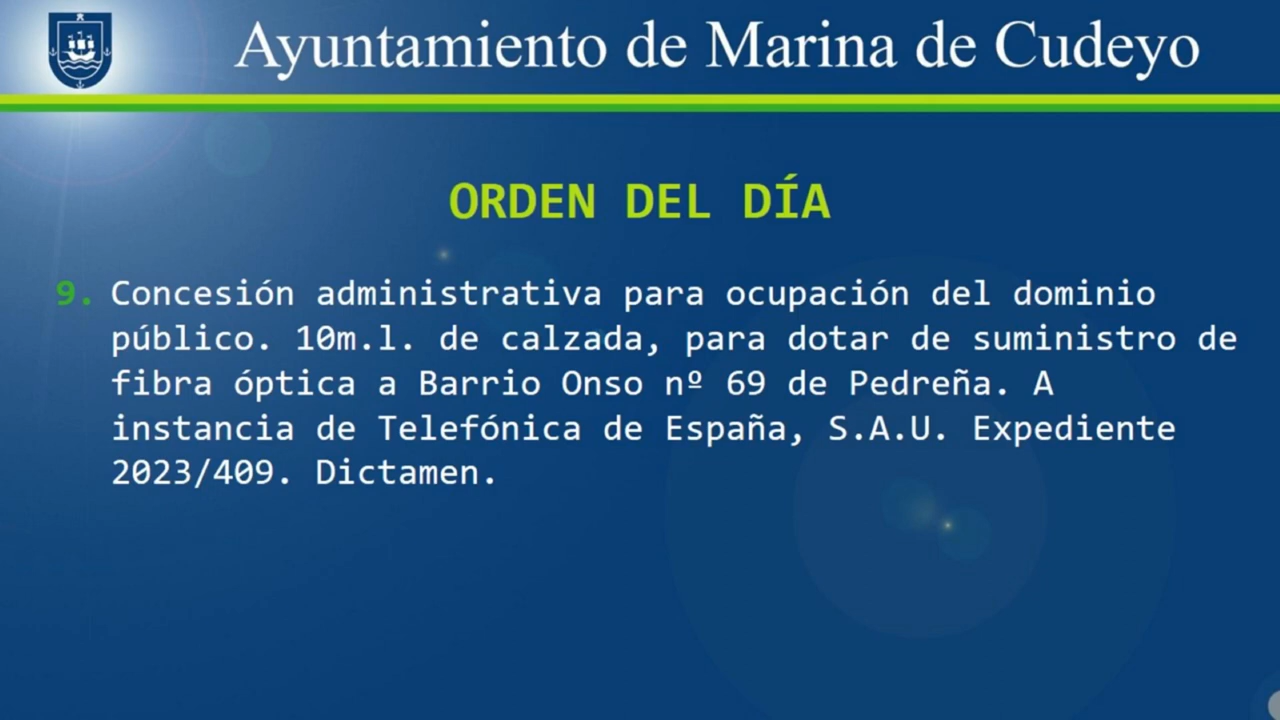 Ayuntamiento de Marina de Cudeyo
ORDEN DEL DÍA
9. Concesión administrativa para ocupación del dominio
público. 10m.l. de calzada, para dotar de suministro de
fibra óptica a Barrio Onso nº 69 de Pedreña. A
instancia de Telefónica de España, S.A.U. Expediente
2023/409. Dictamen.